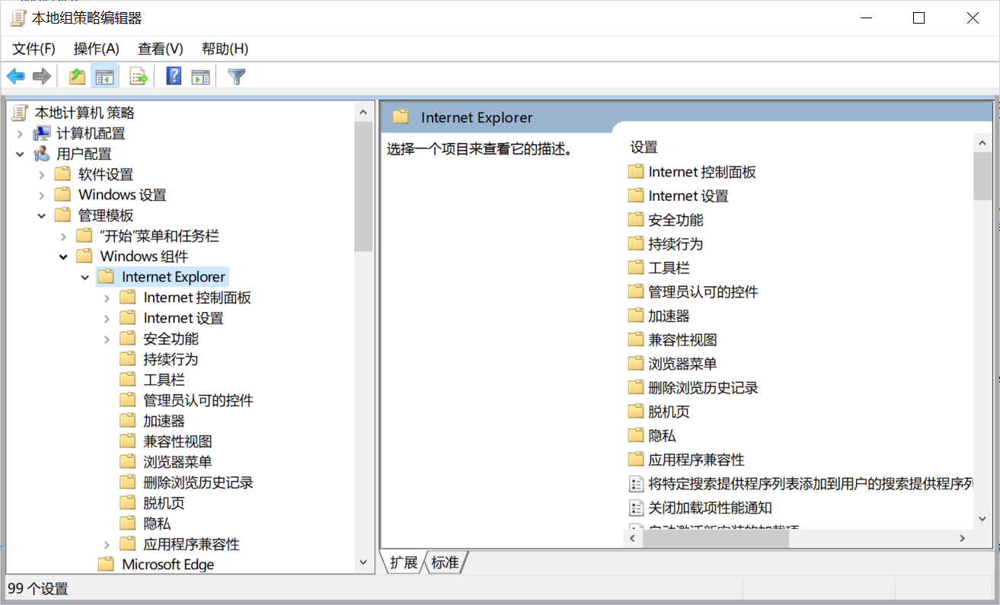 本地组策略编辑器
文件(F) 操作(A) 查看(V) 帮助(H)
本地计算机 策略
计算机配置
用户配置
软件设置
Windows 设置
管理模板
“开始”菜单和任务栏
Windows 组件
Internet Explorer
Internet 控制面板
Internet 设置
安全功能
持续行为
工具栏
管理员认可的控件
加速器
兼容性视图
浏览器菜单
删除浏览历史记录
脱机页
隐私
应用程序兼容性
Microsoft Edge
Internet Explorer
选择一个项目来查看它的描述。
设置
Internet 控制面板
Internet 设置
安全功能
持续行为
工具栏
管理员认可的控件
加速器
兼容性视图
浏览器菜单
删除浏览历史记录
脱机页
隐私
应用程序兼容性
将特定搜索提供程序列表添加到用户的搜索提供程序列
关闭加载项性能通知
自动激活新安装的加载项
扩展 标准
99 个设置